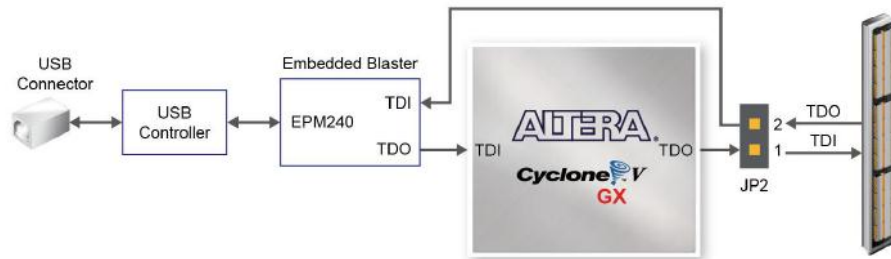 USB
Connector
USB
Controller
Embedded Blaster
EPM240
TDI
TDO
TDI
ALTERA.
Cyclone V
GX
TDO
2
1
JP2
TDO
TDI